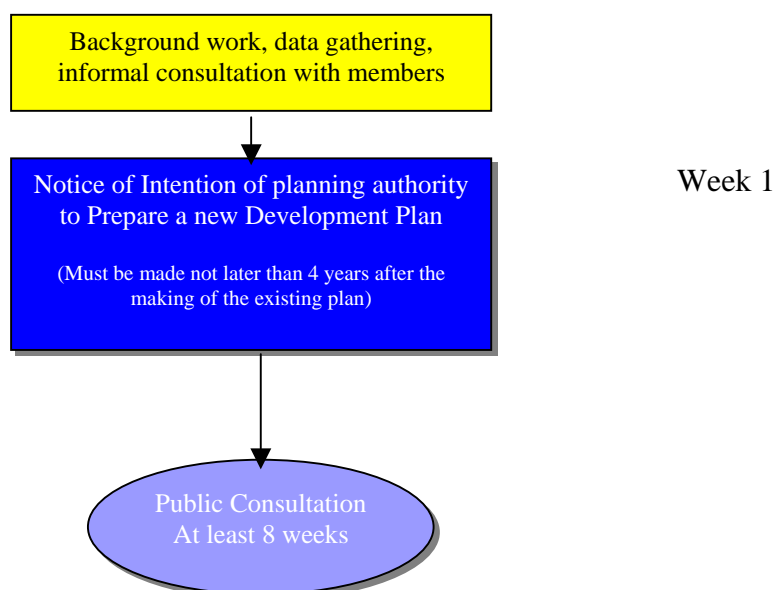 Background work, data gathering,
informal consultation with members
Notice of Intention of planning authority
to Prepare a new Development Plan
(Must be made not later than 4 years after the
making of the existing plan)
Week 1
Public Consultation
At least 8 weeks